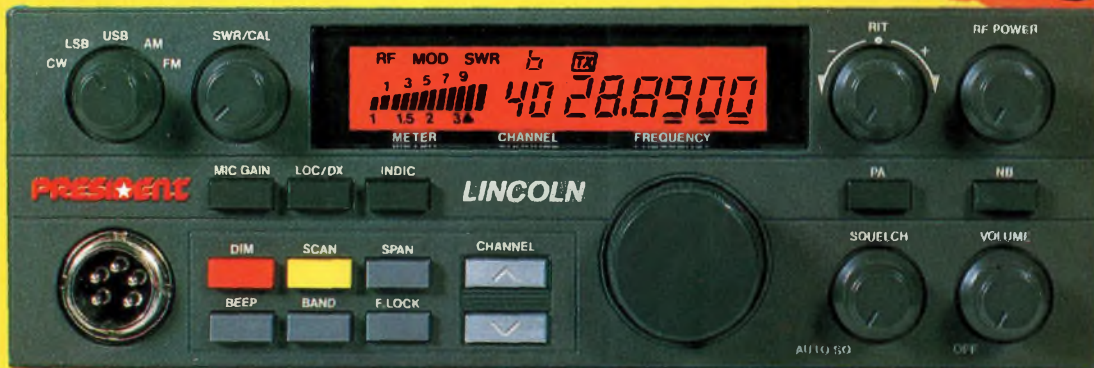 LSB USB AM
CW FM
SWR/CAL
RF MOD SWR b TX
1 3 5 7 9
40 28.8900
1 1.5 2 3
METER CHANNEL FREQUENCY
RIT
- +
RF POWER
PRESIDENT
MIC GAIN LOC/DX INDIC
LINCOLN
PA NB
DIM SCAN SPAN
BEEP BAND F.LOCK
CHANNEL
SQUELCH VOLUME
AUTO SQ OFF